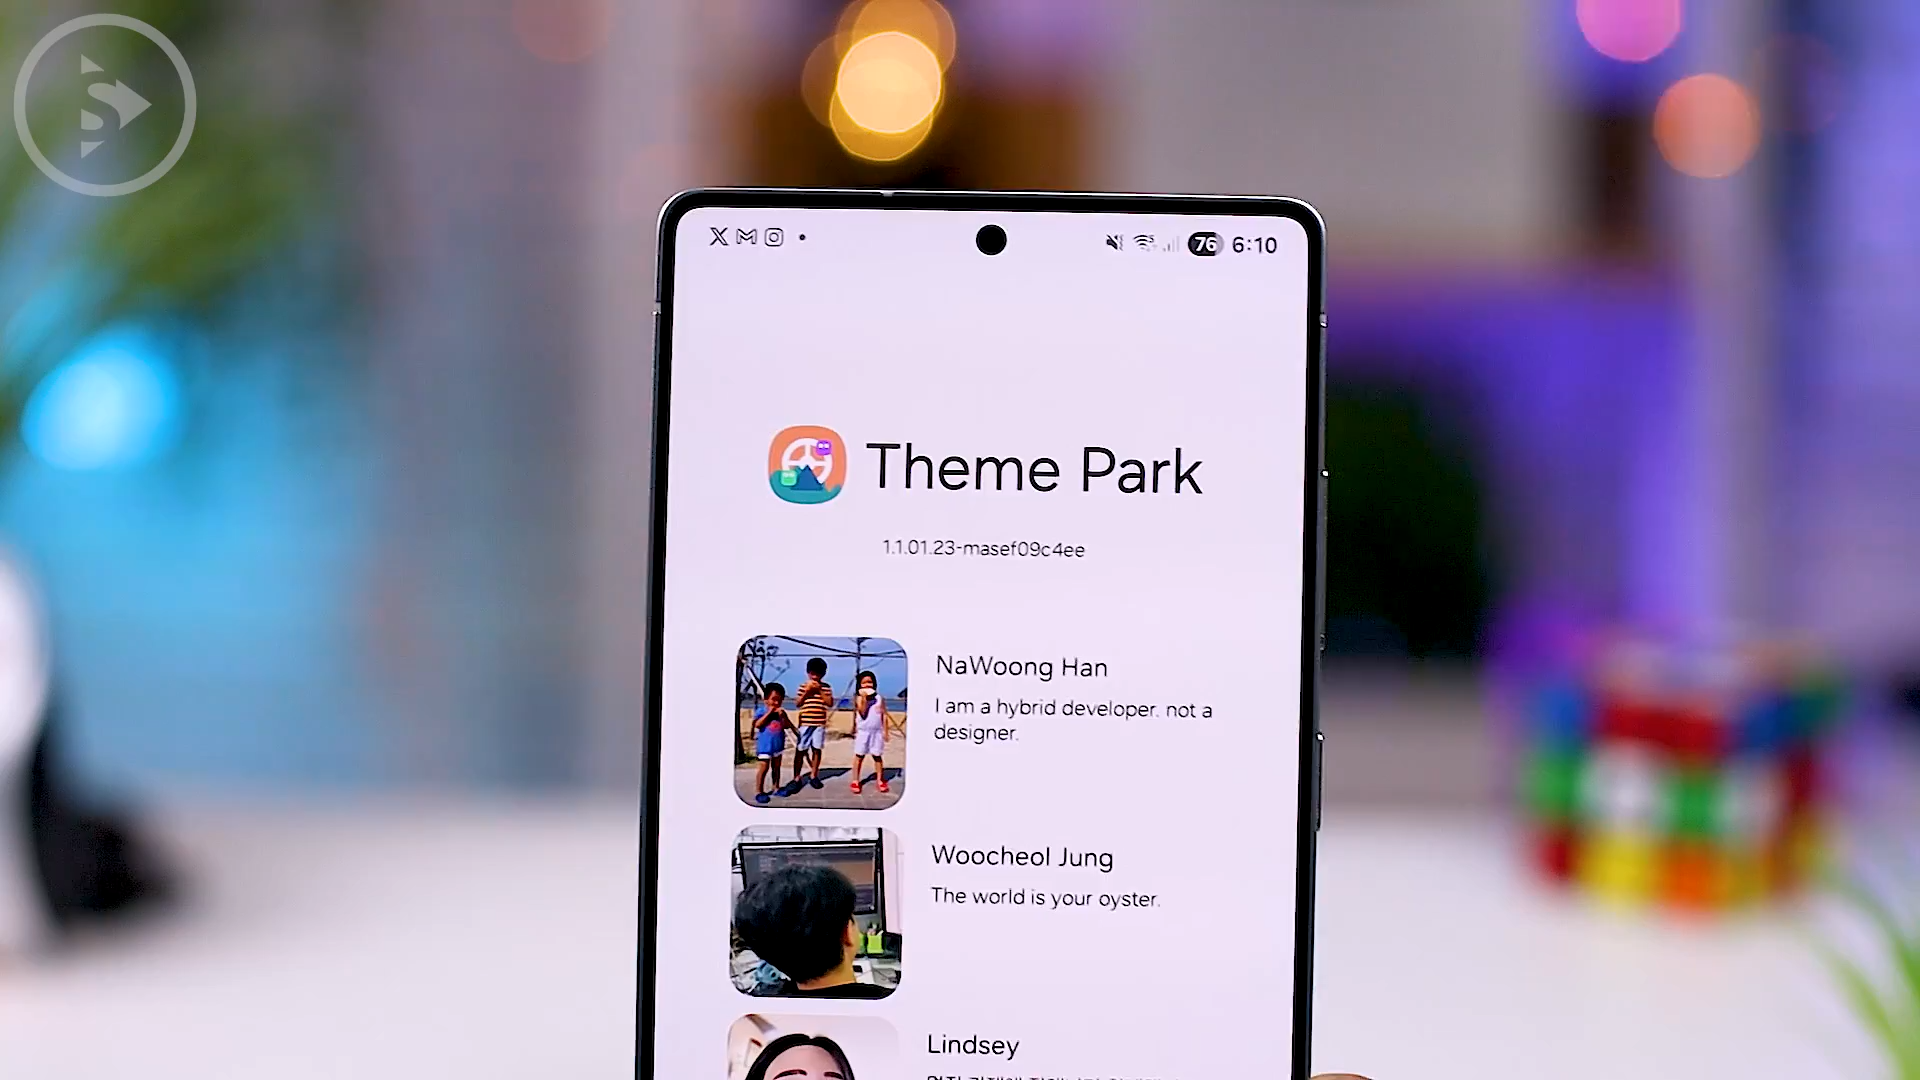 76 6:10
Theme Park
1.1.01.23-masef09c4ee
NaWoong Han
I am a hybrid developer. not a
designer.
Woocheol Jung
The world is your oyster.
Lindsey